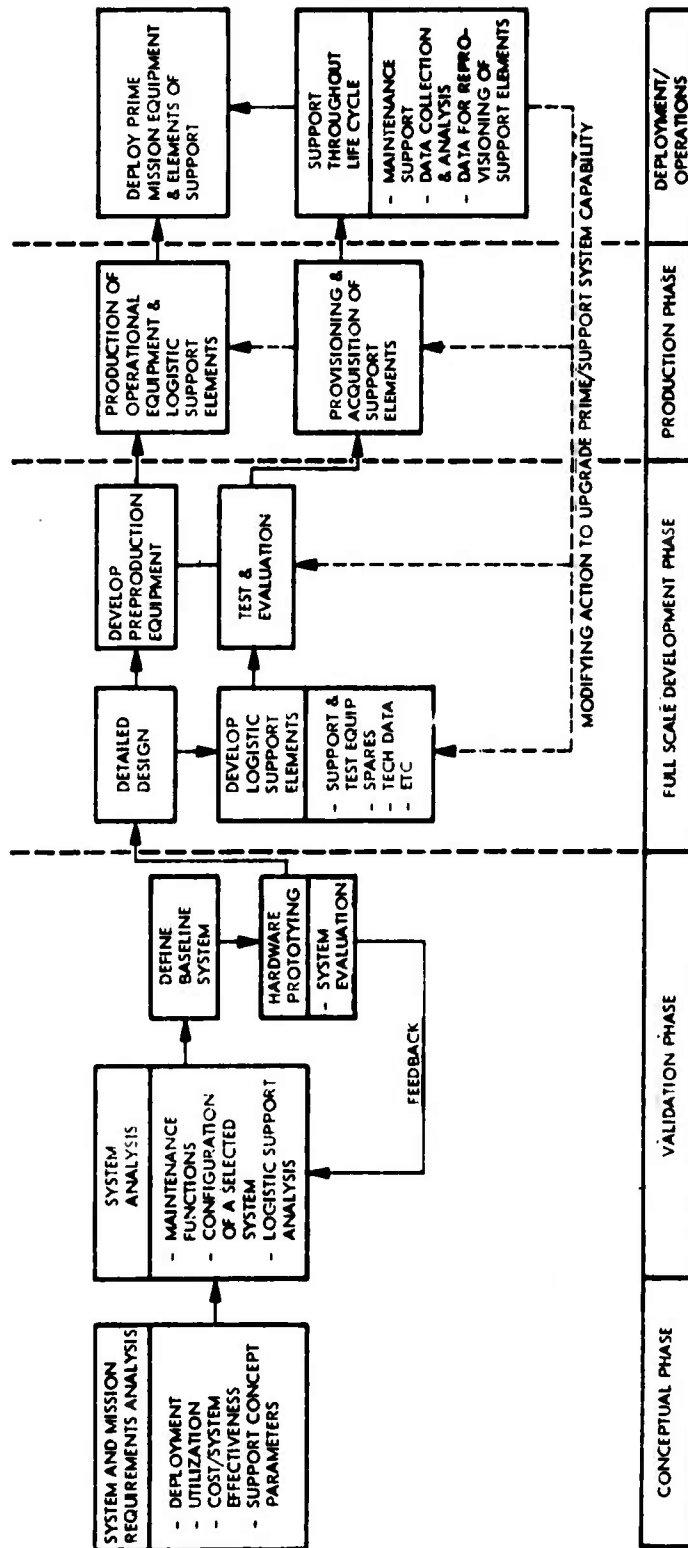 SYSTEM AND MISSION
REQUIREMENTS ANALYSIS
- DEPLOYMENT
- UTILIZATION
- COST/SYSTEM
EFFECTIVENESS
- SUPPORT CONCEPT
PARAMETERS
SYSTEM
ANALYSIS
- MAINTENANCE
FUNCTIONS
- CONFIGURATION
OF A SELECTED
SYSTEM
- LOGISTIC SUPPORT
ANALYSIS
DEFINE
BASELINE
SYSTEM
HARDWARE
PROTOTYPING
- SYSTEM
EVALUATION
FEEDBACK
DETAILED
DESIGN
DEVELOP
LOGISTIC
SUPPORT
ELEMENTS
- SUPPORT &
TEST EQUIP
- SPARES
- TECH DATA
- ETC
DEVELOP
PREPRODUCTION
EQUIPMENT
TEST &
EVALUATION
PRODUCTION OF
OPERATIONAL
EQUIPMENT &
LOGISTIC
SUPPORT
ELEMENTS
PROVISIONING &
ACQUISITION OF
SUPPORT
ELEMENTS
DEPLOY PRIME
MISSION EQUIPMENT
& ELEMENTS OF
SUPPORT
SUPPORT
THROUGHOUT
LIFE CYCLE
- MAINTENANCE
SUPPORT
- DATA COLLECTION
& ANALYSIS
- DATA FOR REPRO-
VISIONING OF
SUPPORT ELEMENTS
MODIFYING ACTION TO UPGRADE PRIME/SUPPORT SYSTEM CAPABILITY
CONCEPTUAL PHASE
VALIDATION PHASE
FULL SCALE DEVELOPMENT PHASE
PRODUCTION PHASE
DEPLOYMENT/
OPERATIONS